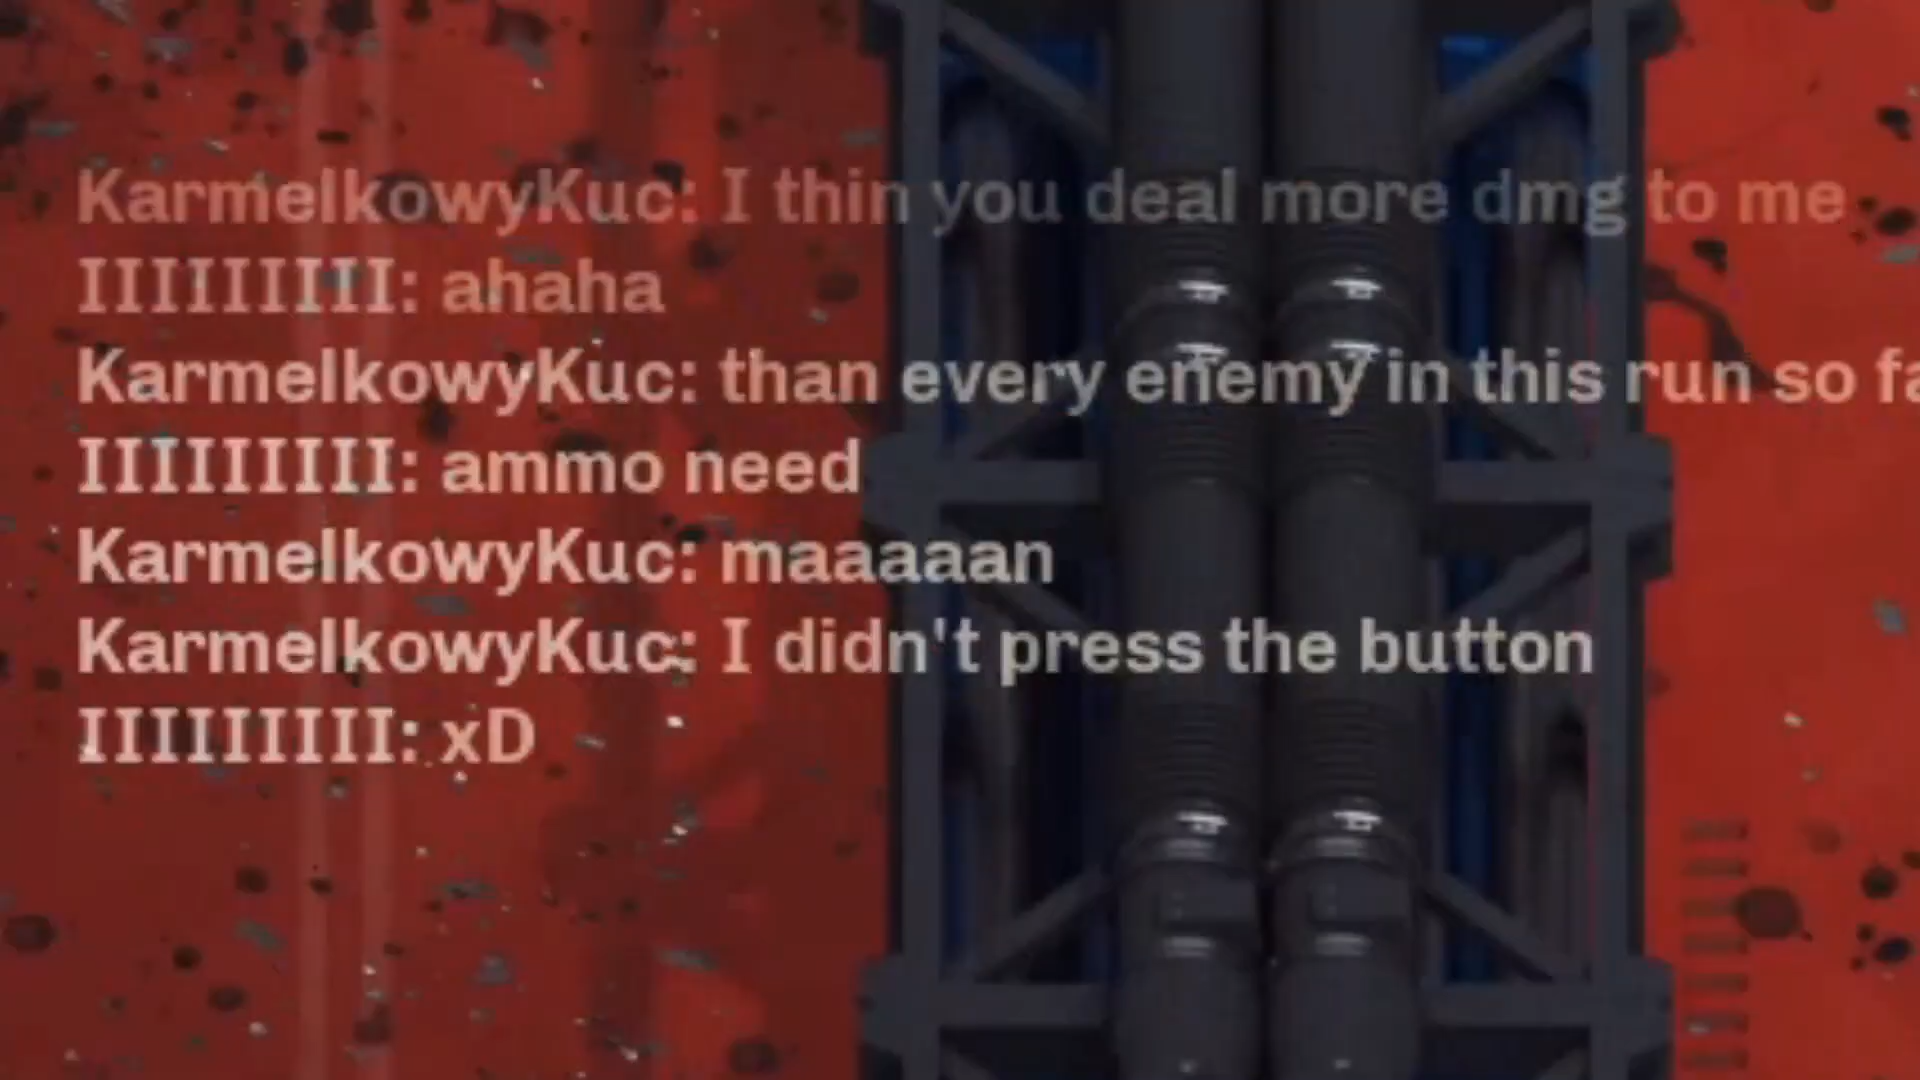 KarmelkowyKuc: I thin you deal more dmg to me
IIIIIIIII: ahaha
KarmelkowyKuc: than every enemy in this run so fa
IIIIIIIII: ammo need
KarmelkowyKuc: maaaaan
KarmelkowyKuc: I didn't press the button
IIIIIIIII: xD